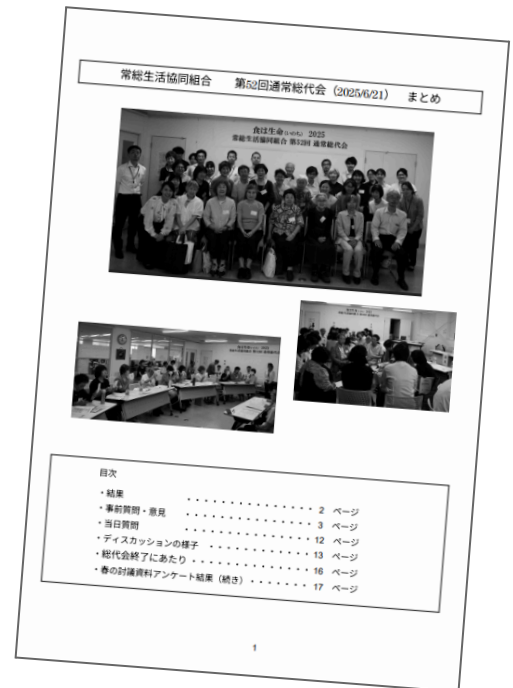 常総生活協同組合　　第52回通常総代会（2025/6/21）　まとめ
食は生命(いのち)　2025
常総生活協同組合 第52回 通常総代会
目次
・結果　・・・・・・・・・・・・・・・ 2　ページ
・事前質問・意見　・・・・・・・・・・・・・・・ 3　ページ
・当日質問　・・・・・・・・・・・・・・・ 12　ページ
・ディスカッションの様子　・・・・・・・・・・・・ 13　ページ
・総代会終了にあたり ・・・・・・・・・・・・・・ 16　ページ
・春の討議資料アンケート結果（続き）・・・・・・・ 17　ページ
1